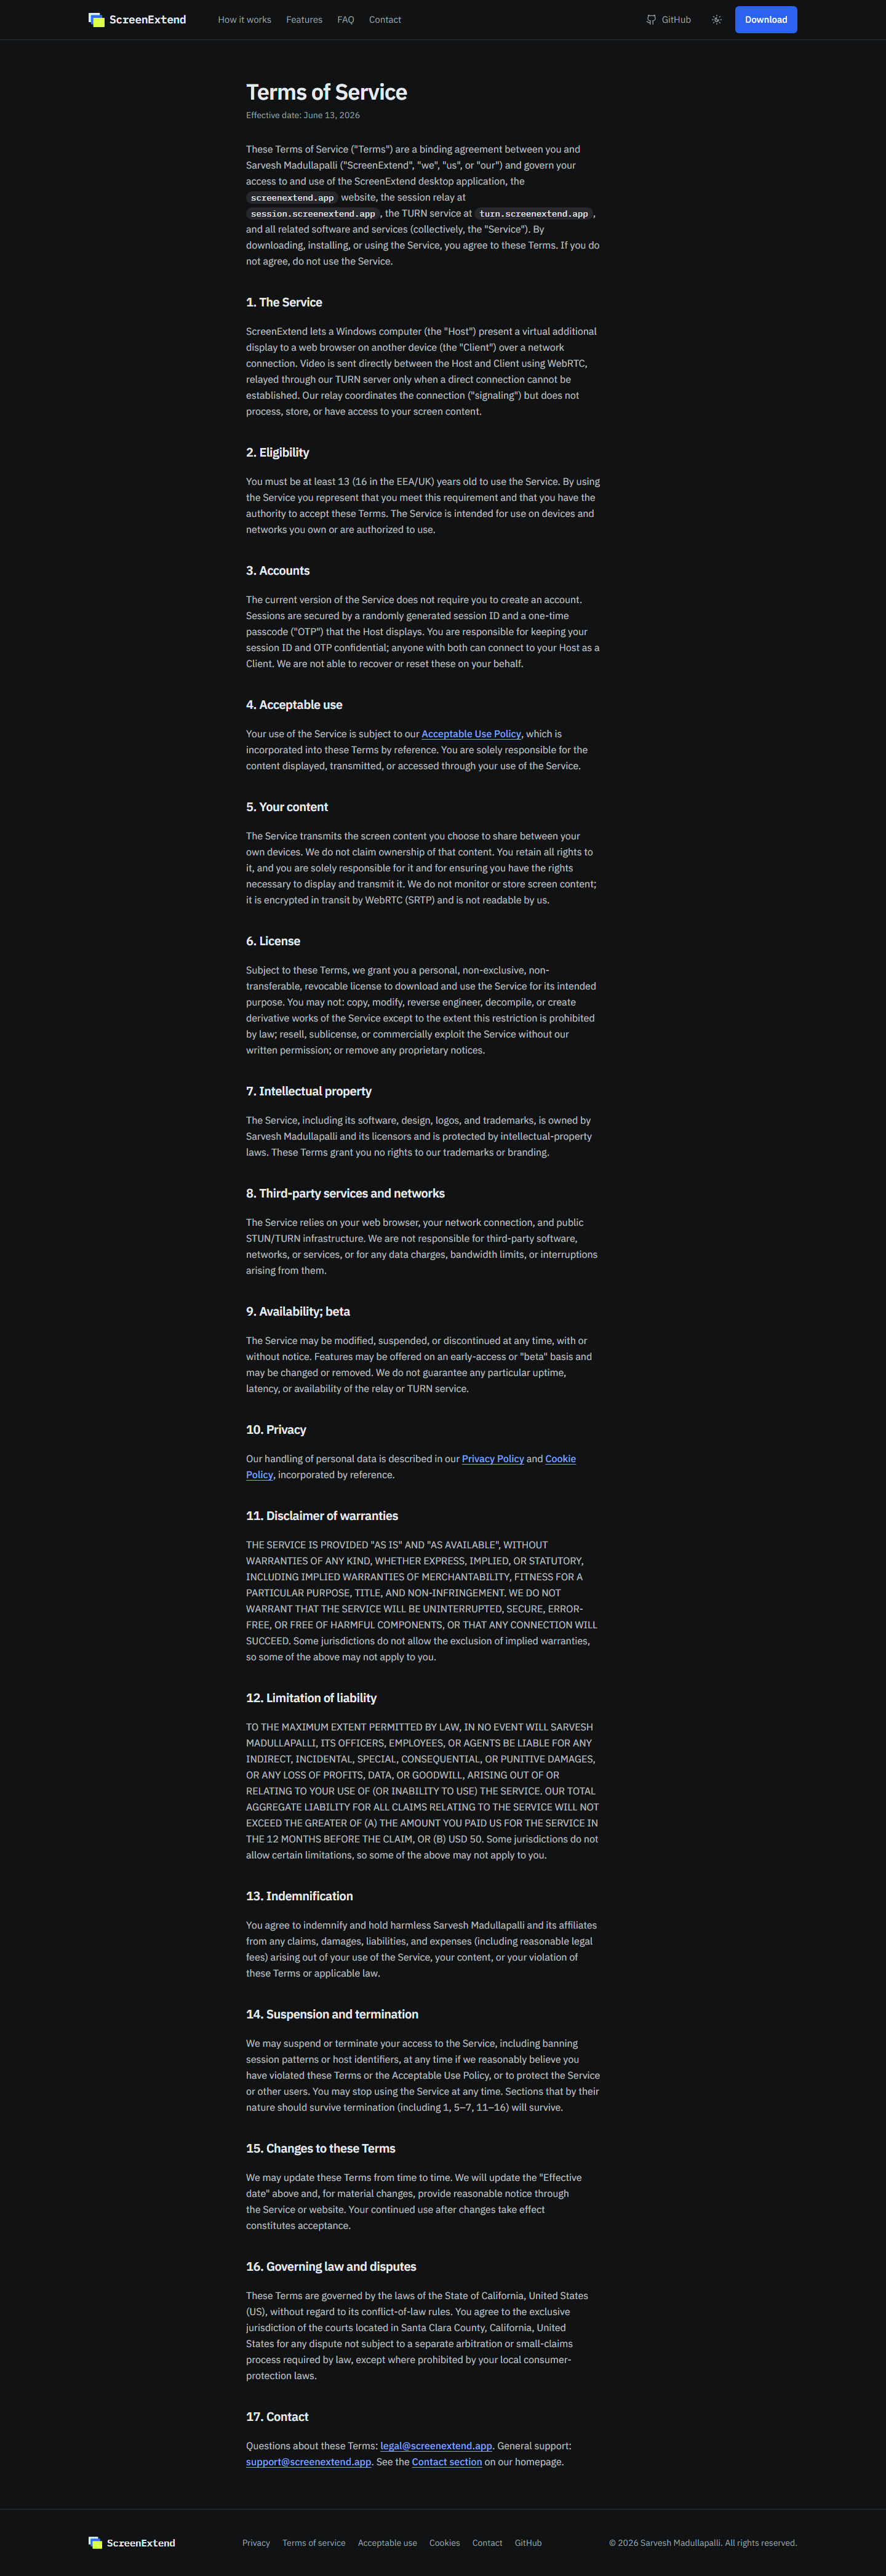 ScreenExtend How it works Features FAQ Contact GitHub Download
Terms of Service
Effective date: June 13, 2026
These Terms of Service ("Terms") are a binding agreement between you and
Sarvesh Madullapalli ("ScreenExtend", "we", "us", or "our") and govern your
access to and use of the ScreenExtend desktop application, the
screenextend.app website, the session relay at
session.screenextend.app, the TURN service at turn.screenextend.app,
and all related software and services (collectively, the "Service"). By
downloading, installing, or using the Service, you agree to these Terms. If you do
not agree, do not use the Service.
1. The Service
ScreenExtend lets a Windows computer (the "Host") present a virtual additional
display to a web browser on another device (the "Client") over a network
connection. Video is sent directly between the Host and Client using WebRTC,
relayed through our TURN server only when a direct connection cannot be
established. Our relay coordinates the connection ("signaling") but does not
process, store, or have access to your screen content.
2. Eligibility
You must be at least 13 (16 in the EEA/UK) years old to use the Service. By using
the Service you represent that you meet this requirement and that you have the
authority to accept these Terms. The Service is intended for use on devices and
networks you own or are authorized to use.
3. Accounts
The current version of the Service does not require you to create an account.
Sessions are secured by a randomly generated session ID and a one-time
passcode ("OTP") that the Host displays. You are responsible for keeping your
session ID and OTP confidential; anyone with both can connect to your Host as a
Client. We are not able to recover or reset these on your behalf.
4. Acceptable use
Your use of the Service is subject to our Acceptable Use Policy, which is
incorporated into these Terms by reference. You are solely responsible for the
content displayed, transmitted, or accessed through your use of the Service.
5. Your content
The Service transmits the screen content you choose to share between your
own devices. We do not claim ownership of that content. You retain all rights to
it, and you are solely responsible for it and for ensuring you have the rights
necessary to display and transmit it. We do not monitor or store screen content;
it is encrypted in transit by WebRTC (SRTP) and is not readable by us.
6. License
Subject to these Terms, we grant you a personal, non-exclusive, non-
transferable, revocable license to download and use the Service for its intended
purpose. You may not: copy, modify, reverse engineer, decompile, or create
derivative works of the Service except to the extent this restriction is prohibited
by law; resell, sublicense, or commercially exploit the Service without our
written permission; or remove any proprietary notices.
7. Intellectual property
The Service, including its software, design, logos, and trademarks, is owned by
Sarvesh Madullapalli and its licensors and is protected by intellectual-property
laws. These Terms grant you no rights to our trademarks or branding.
8. Third-party services and networks
The Service relies on your web browser, your network connection, and public
STUN/TURN infrastructure. We are not responsible for third-party software,
networks, or services, or for any data charges, bandwidth limits, or interruptions
arising from them.
9. Availability; beta
The Service may be modified, suspended, or discontinued at any time, with or
without notice. Features may be offered on an early-access or "beta" basis and
may be changed or removed. We do not guarantee any particular uptime,
latency, or availability of the relay or TURN service.
10. Privacy
Our handling of personal data is described in our Privacy Policy and Cookie
Policy, incorporated by reference.
11. Disclaimer of warranties
THE SERVICE IS PROVIDED "AS IS" AND "AS AVAILABLE", WITHOUT
WARRANTIES OF ANY KIND, WHETHER EXPRESS, IMPLIED, OR STATUTORY,
INCLUDING IMPLIED WARRANTIES OF MERCHANTABILITY, FITNESS FOR A
PARTICULAR PURPOSE, TITLE, AND NON-INFRINGEMENT. WE DO NOT
WARRANT THAT THE SERVICE WILL BE UNINTERRUPTED, SECURE, ERROR-
FREE, OR FREE OF HARMFUL COMPONENTS, OR THAT ANY CONNECTION WILL
SUCCEED. Some jurisdictions do not allow the exclusion of implied warranties,
so some of the above may not apply to you.
12. Limitation of liability
TO THE MAXIMUM EXTENT PERMITTED BY LAW, IN NO EVENT WILL SARVESH
MADULLAPALLI, ITS OFFICERS, EMPLOYEES, OR AGENTS BE LIABLE FOR ANY
INDIRECT, INCIDENTAL, SPECIAL, CONSEQUENTIAL, OR PUNITIVE DAMAGES,
OR ANY LOSS OF PROFITS, DATA, OR GOODWILL, ARISING OUT OF OR
RELATING TO YOUR USE OF (OR INABILITY TO USE) THE SERVICE. OUR TOTAL
AGGREGATE LIABILITY FOR ALL CLAIMS RELATING TO THE SERVICE WILL NOT
EXCEED THE GREATER OF (A) THE AMOUNT YOU PAID US FOR THE SERVICE IN
THE 12 MONTHS BEFORE THE CLAIM, OR (B) USD 50. Some jurisdictions do not
allow certain limitations, so some of the above may not apply to you.
13. Indemnification
You agree to indemnify and hold harmless Sarvesh Madullapalli and its affiliates
from any claims, damages, liabilities, and expenses (including reasonable legal
fees) arising out of your use of the Service, your content, or your violation of
these Terms or applicable law.
14. Suspension and termination
We may suspend or terminate your access to the Service, including banning
session patterns or host identifiers, at any time if we reasonably believe you
have violated these Terms or the Acceptable Use Policy, or to protect the Service
or other users. You may stop using the Service at any time. Sections that by their
nature should survive termination (including 1, 5–7, 11–16) will survive.
15. Changes to these Terms
We may update these Terms from time to time. We will update the "Effective
date" above and, for material changes, provide reasonable notice through
the Service or website. Your continued use after changes take effect
constitutes acceptance.
16. Governing law and disputes
These Terms are governed by the laws of the State of California, United States
(US), without regard to its conflict-of-law rules. You agree to the exclusive
jurisdiction of the courts located in Santa Clara County, California, United
States for any dispute not subject to a separate arbitration or small-claims
process required by law, except where prohibited by your local consumer-
protection laws.
17. Contact
Questions about these Terms: legal@screenextend.app. General support:
support@screenextend.app. See the Contact section on our homepage.
ScreenExtend Privacy Terms of service Acceptable use Cookies Contact GitHub © 2026 Sarvesh Madullapalli. All rights reserved.